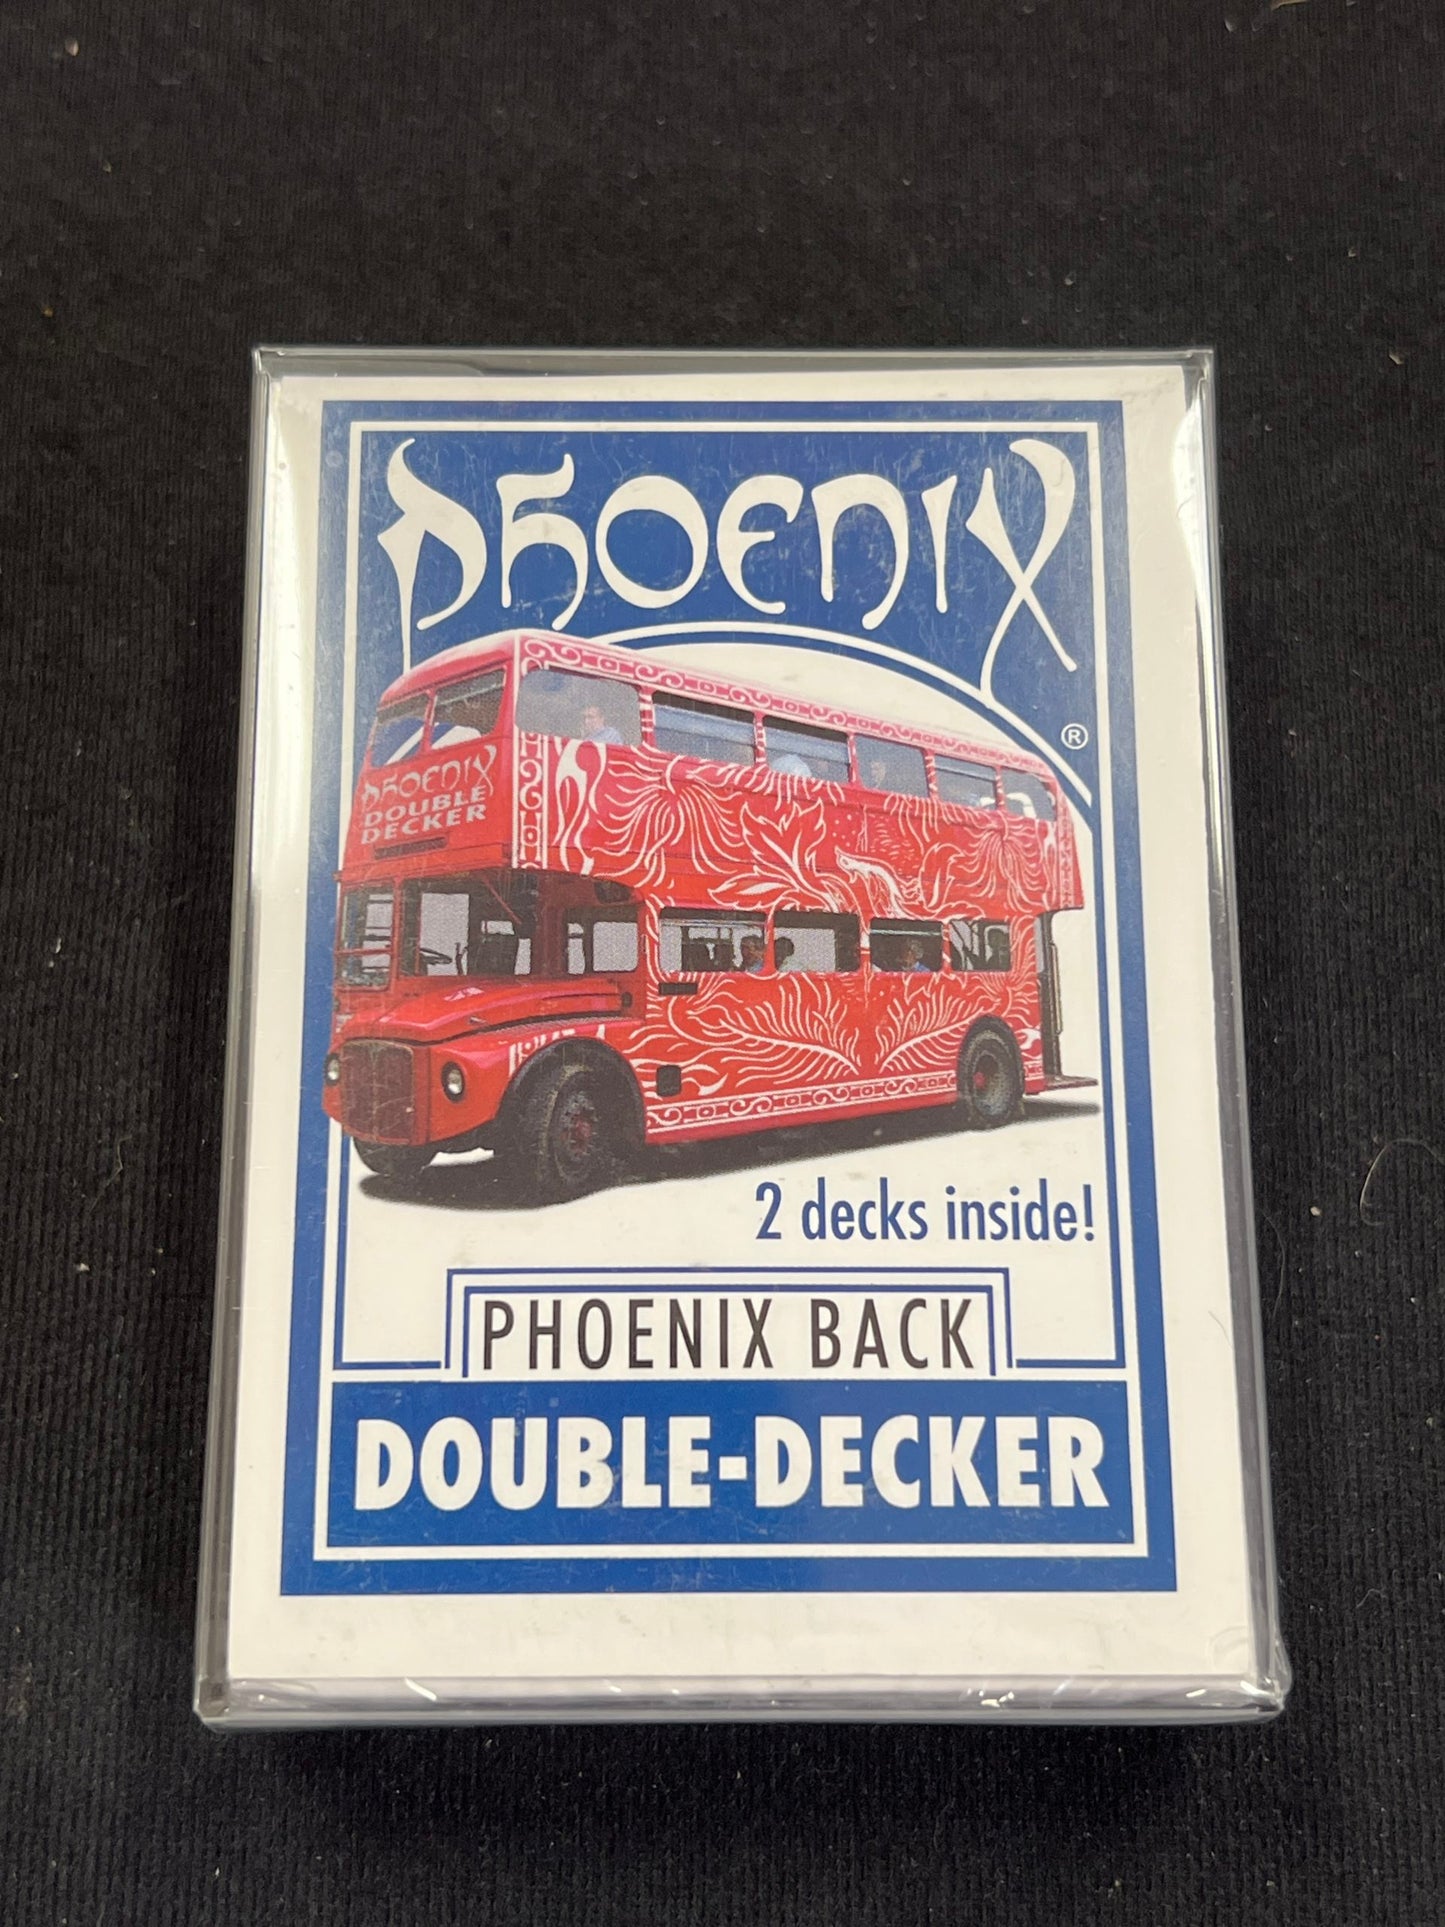 PHOENIX
®
PHOENIX
DOUBLE
DECKER
2 decks inside!
PHOENIX BACK
DOUBLE-DECKER